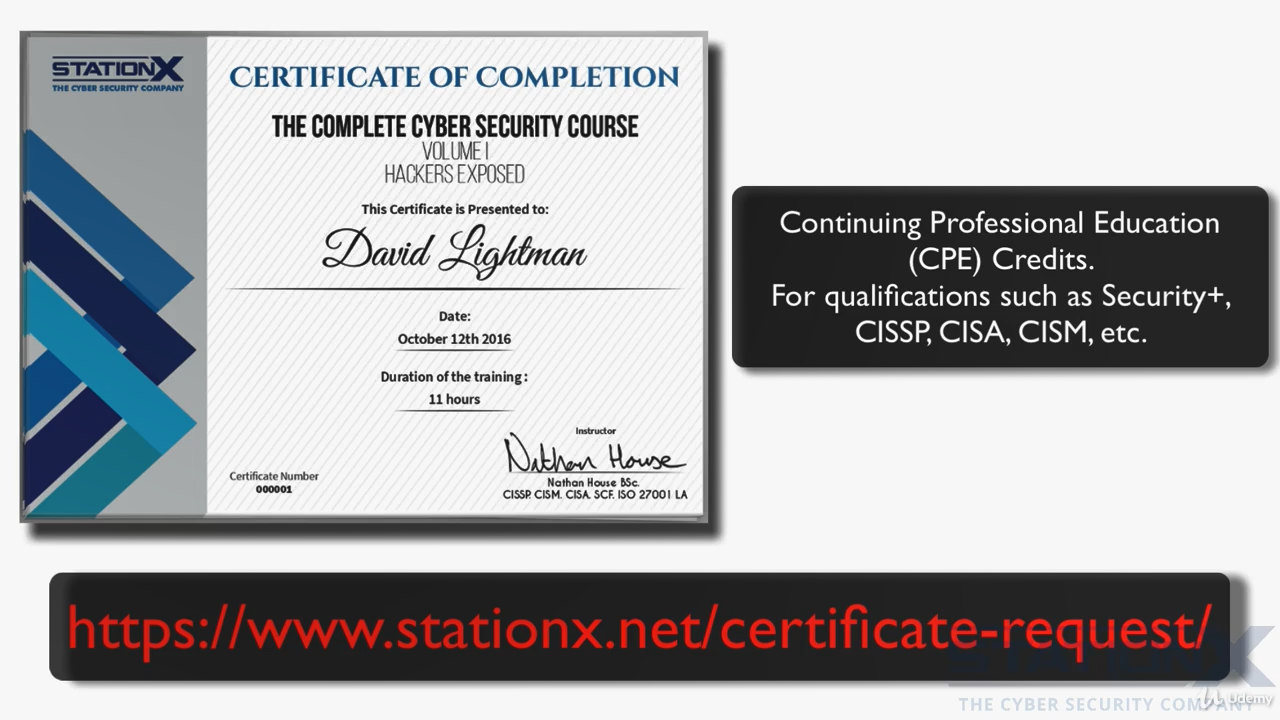 STATIONX
THE CYBER SECURITY COMPANY
CERTIFICATE OF COMPLETION
THE COMPLETE CYBER SECURITY COURSE
VOLUME I
HACKERS EXPOSED
This Certificate is Presented to:
David Lightman
Date:
October 12th 2016
Duration of the training :
11 hours
Instructor
Nathan House
Nathan House BSc.
CISSP. CISM. CISA. SCF. ISO 27001 LA
Certificate Number
000001
Continuing Professional Education
(CPE) Credits.
For qualifications such as Security+,
CISSP, CISA, CISM, etc.
https://www.stationx.net/certificate-request/
STATIONX
THE CYBER SECURITY COMPANY
Udemy